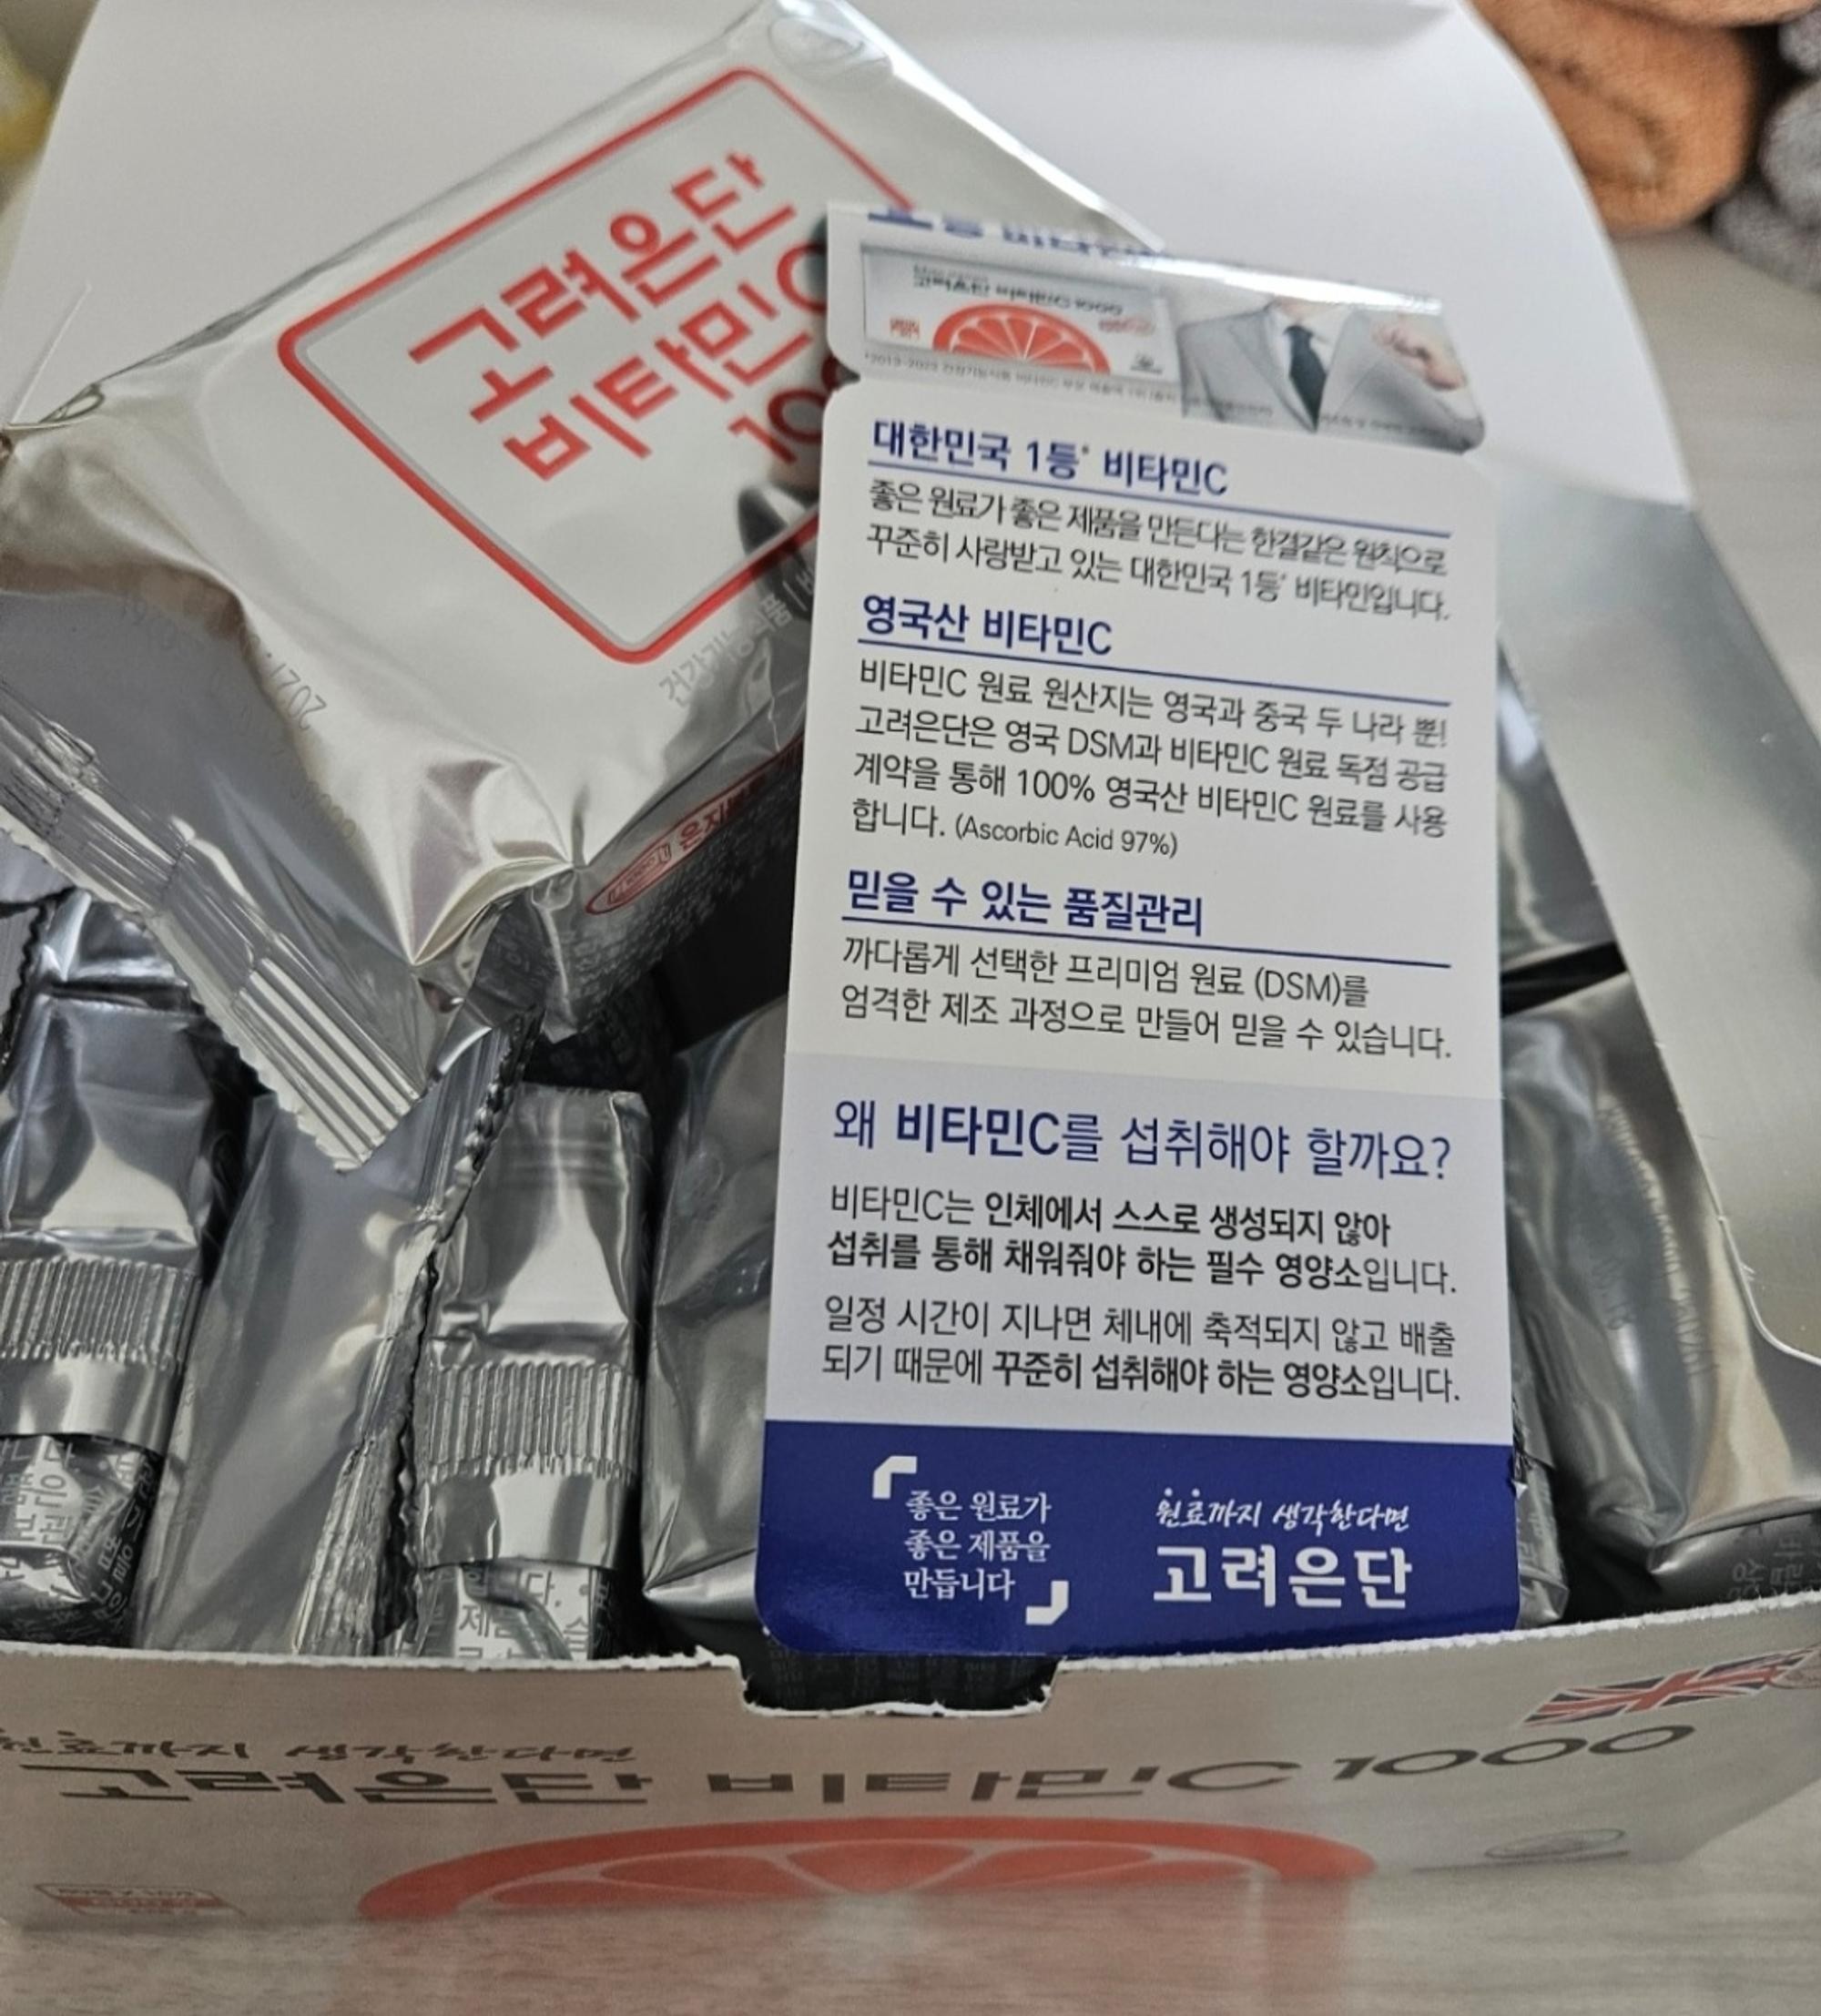 고려은단
비타민C
고려은단 비타민C 1000
대한민국 1등* 비타민C
좋은 원료가 좋은 제품을 만든다는 한결같은 원칙으로
꾸준히 사랑받고 있는 대한민국 1등* 비타민입니다.
영국산 비타민C
비타민C 원료 원산지는 영국과 중국 두 나라 뿐!
고려은단은 영국 DSM과 비타민C 원료 독점 공급
계약을 통해 100% 영국산 비타민C 원료를 사용
합니다. (Ascorbic Acid 97%)
믿을 수 있는 품질관리
까다롭게 선택한 프리미엄 원료 (DSM)를
엄격한 제조 과정으로 만들어 믿을 수 있습니다.
왜 비타민C를 섭취해야 할까요?
비타민C는 인체에서 스스로 생성되지 않아
섭취를 통해 채워줘야 하는 필수 영양소입니다.
일정 시간이 지나면 체내에 축적되지 않고 배출
되기 때문에 꾸준히 섭취해야 하는 영양소입니다.
좋은 원료가
좋은 제품을
만듭니다
원료까지 생각한다면
고려은단
건강기능식품
원료까지 생각한다면
고려은단 비타민C 1000